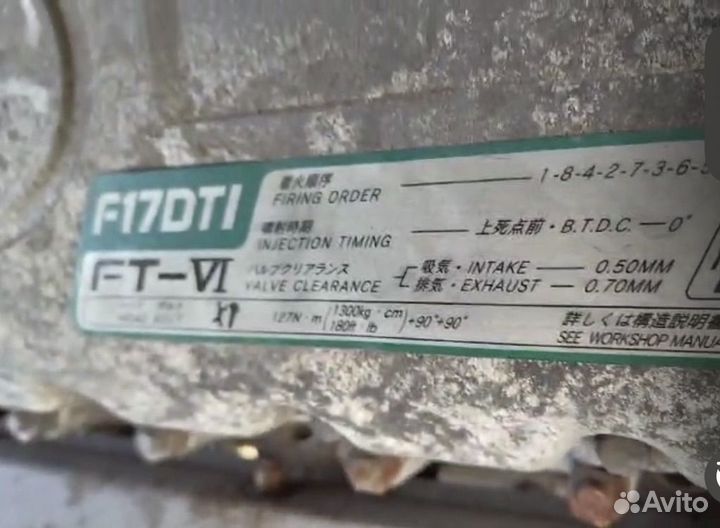 F17DTI
FT-VI
着火順序
FIRING ORDER
1-8-4-2-7-3-6-5
噴射時期
INJECTION TIMING
上死点前・B.T.D.C.—0°
バルブクリアランス
VALVE CLEARANCE
吸気・INTAKE — 0.50MM
排気・EXHAUST — 0.70MM
127N・m (1300kg・cm
180ft・lb) +90°+90°
詳しくは構造説明
SEE WORKSHOP MANUA
Avito